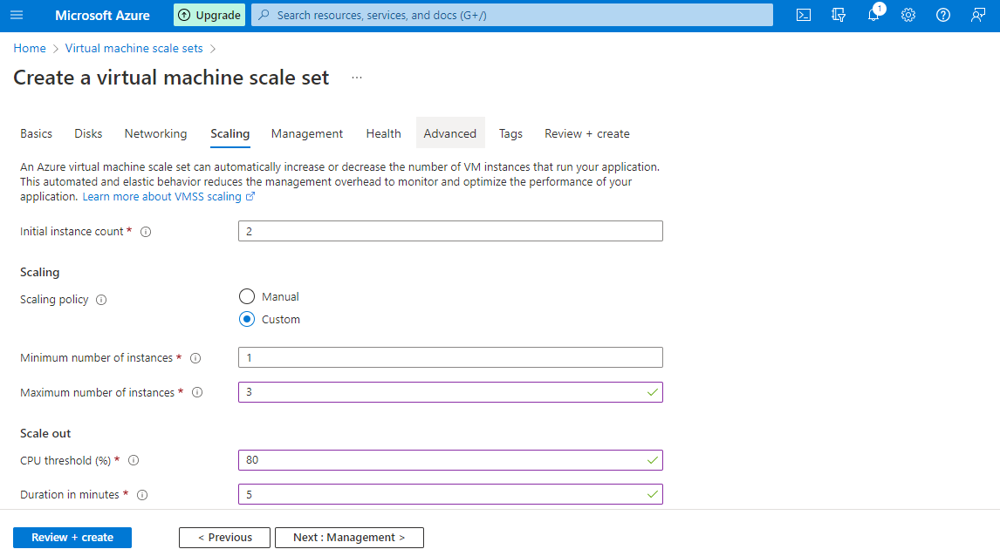 Microsoft Azure
Upgrade
Search resources, services, and docs (G+/)
1
Home > Virtual machine scale sets >
Create a virtual machine scale set ...
Basics Disks Networking Scaling Management Health Advanced Tags Review + create
An Azure virtual machine scale set can automatically increase or decrease the number of VM instances that run your application.
This automated and elastic behavior reduces the management overhead to monitor and optimize the performance of your
application. Learn more about VMSS scaling
Initial instance count * 2
Scaling
Scaling policy
Manual
Custom
Minimum number of instances * 1
Maximum number of instances * 3
Scale out
CPU threshold (%) * 80
Duration in minutes * 5
Review + create < Previous Next : Management >